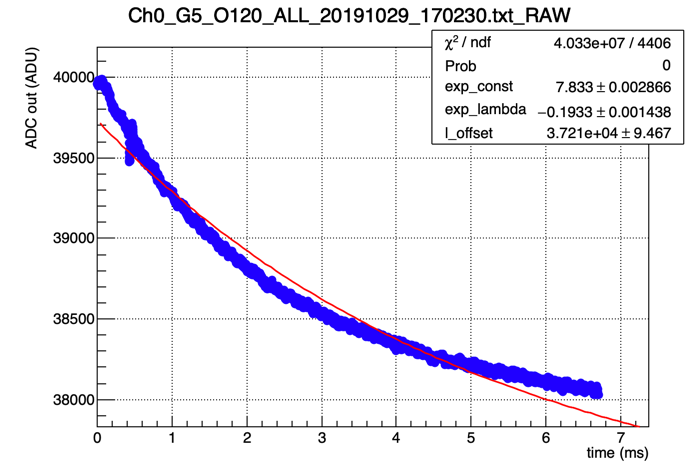 Ch0_G5_O120_ALL_20191029_170230.txt_RAW
χ² / ndf 4.033e+07 / 4406
Prob 0
exp_const 7.833 ± 0.002866
exp_lambda −0.1933 ± 0.001438
l_offset 3.721e+04 ± 9.467
ADC out (ADU)
40000
39500
39000
38500
38000
0 1 2 3 4 5 6 7
time (ms)